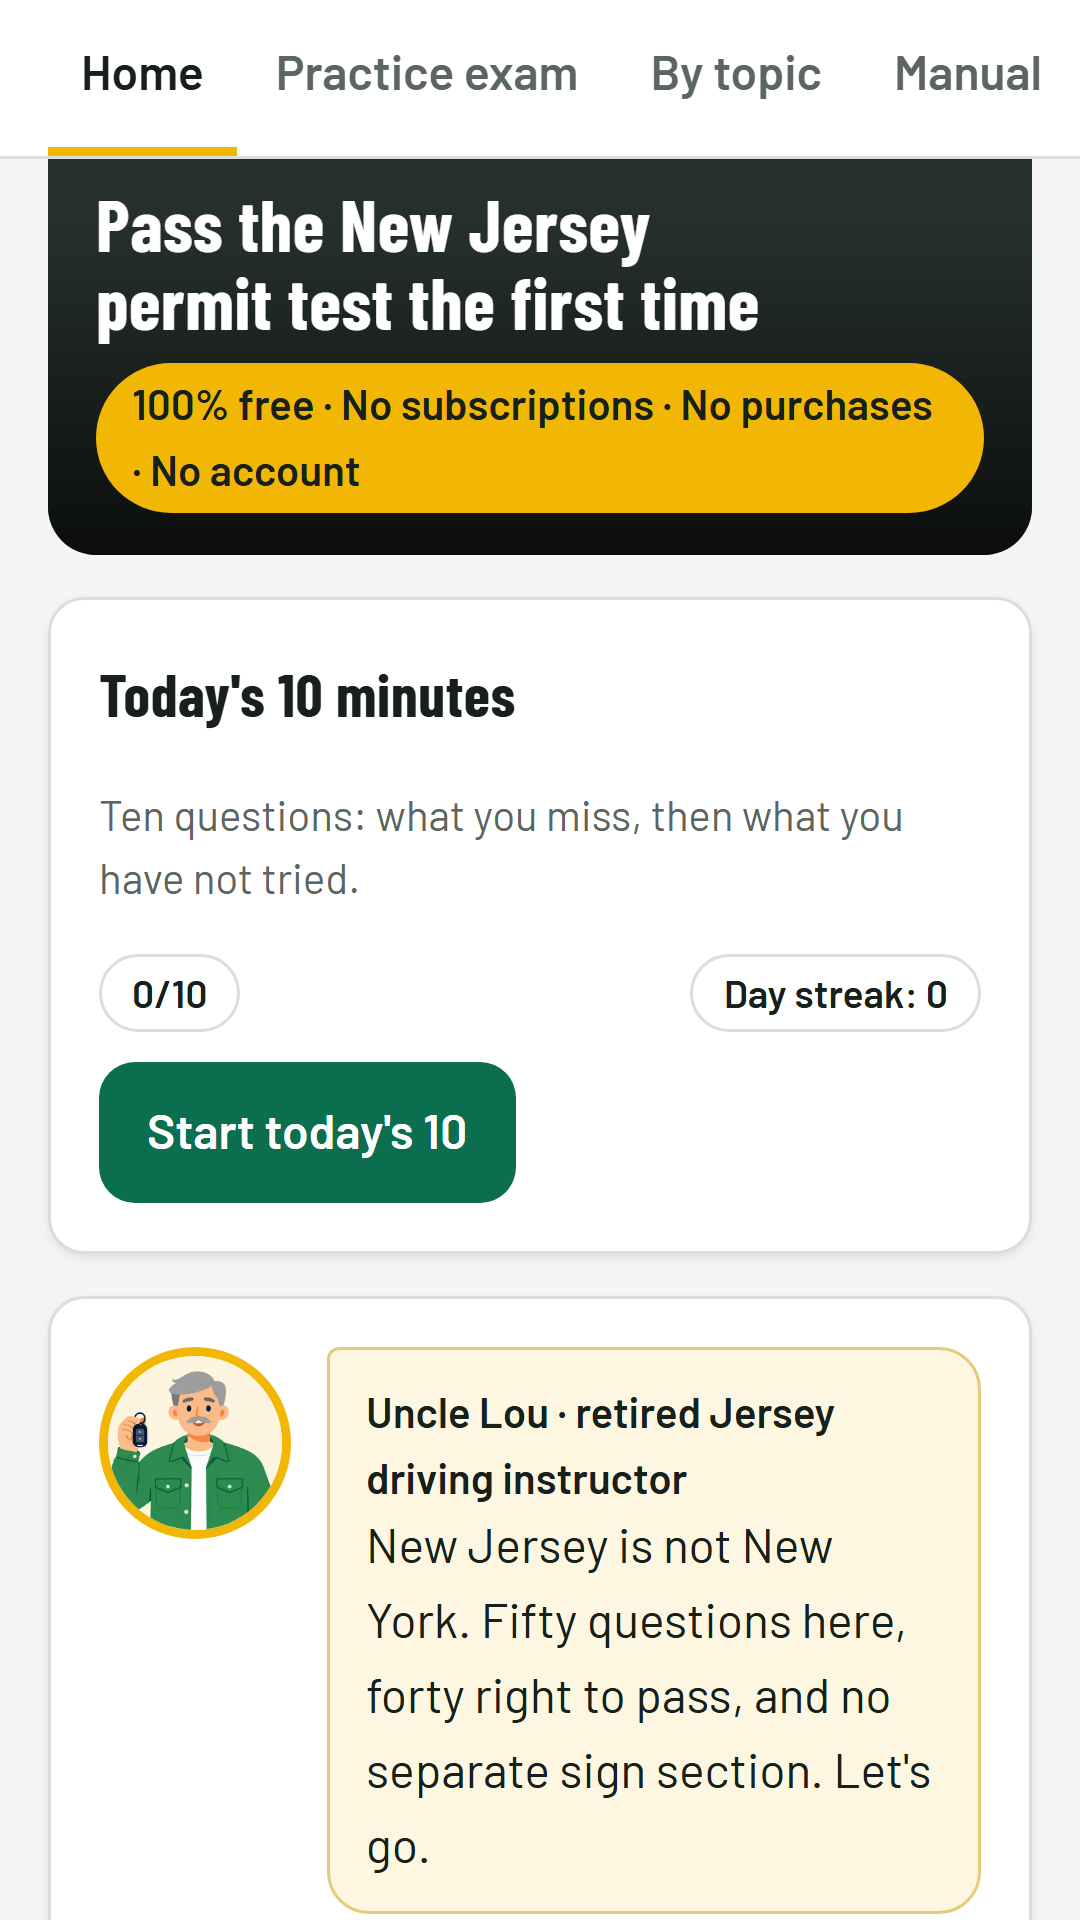 Home Practice exam By topic Manual
Pass the New Jersey
permit test the first time
100% free · No subscriptions · No purchases
· No account
Today's 10 minutes
Ten questions: what you miss, then what you
have not tried.
0/10 Day streak: 0
Start today's 10
Uncle Lou · retired Jersey
driving instructor
New Jersey is not New
York. Fifty questions here,
forty right to pass, and no
separate sign section. Let's
go.